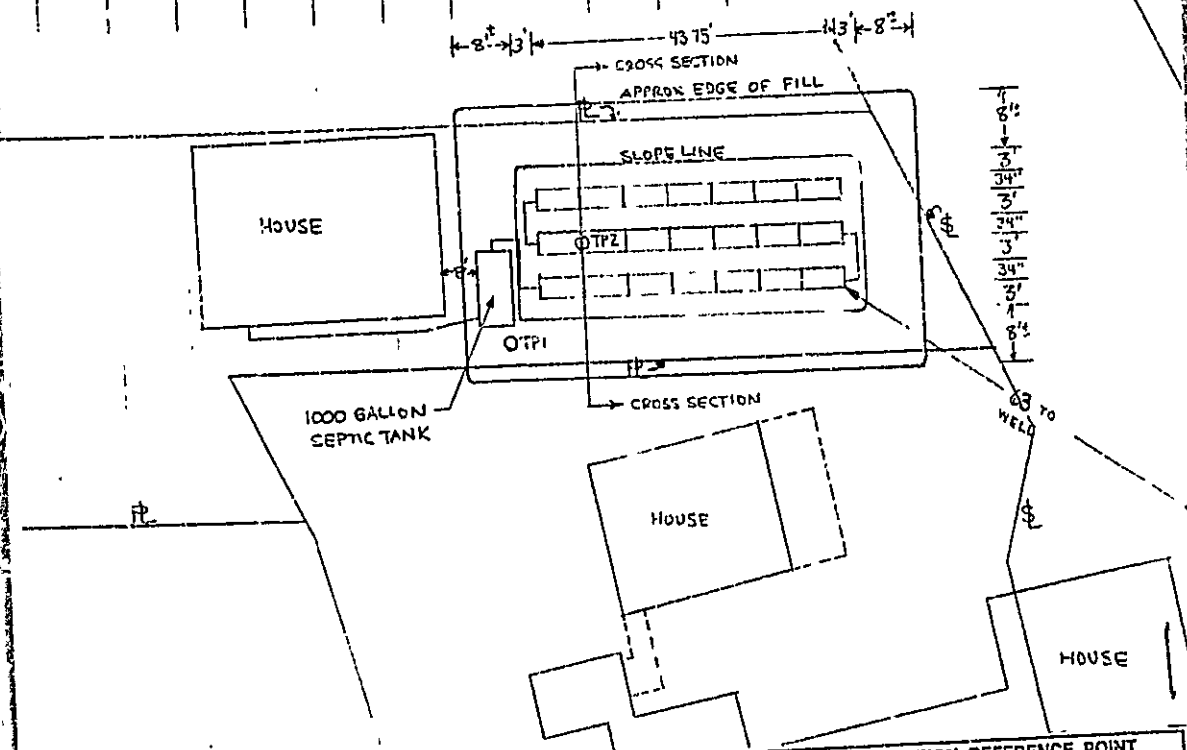 8'± 3' 43.75' 3' 8'±
CROSS SECTION
APPROX EDGE OF FILL
8'±
3'
34"
3'
34"
3'
34"
3'
8'±
SLOPE LINE
HOUSE
TP2
8'
TP1
1000 GALLON
SEPTIC TANK
CROSS SECTION
63 TO
WELL
PL
HOUSE
HOUSE
REFERENCE POINT